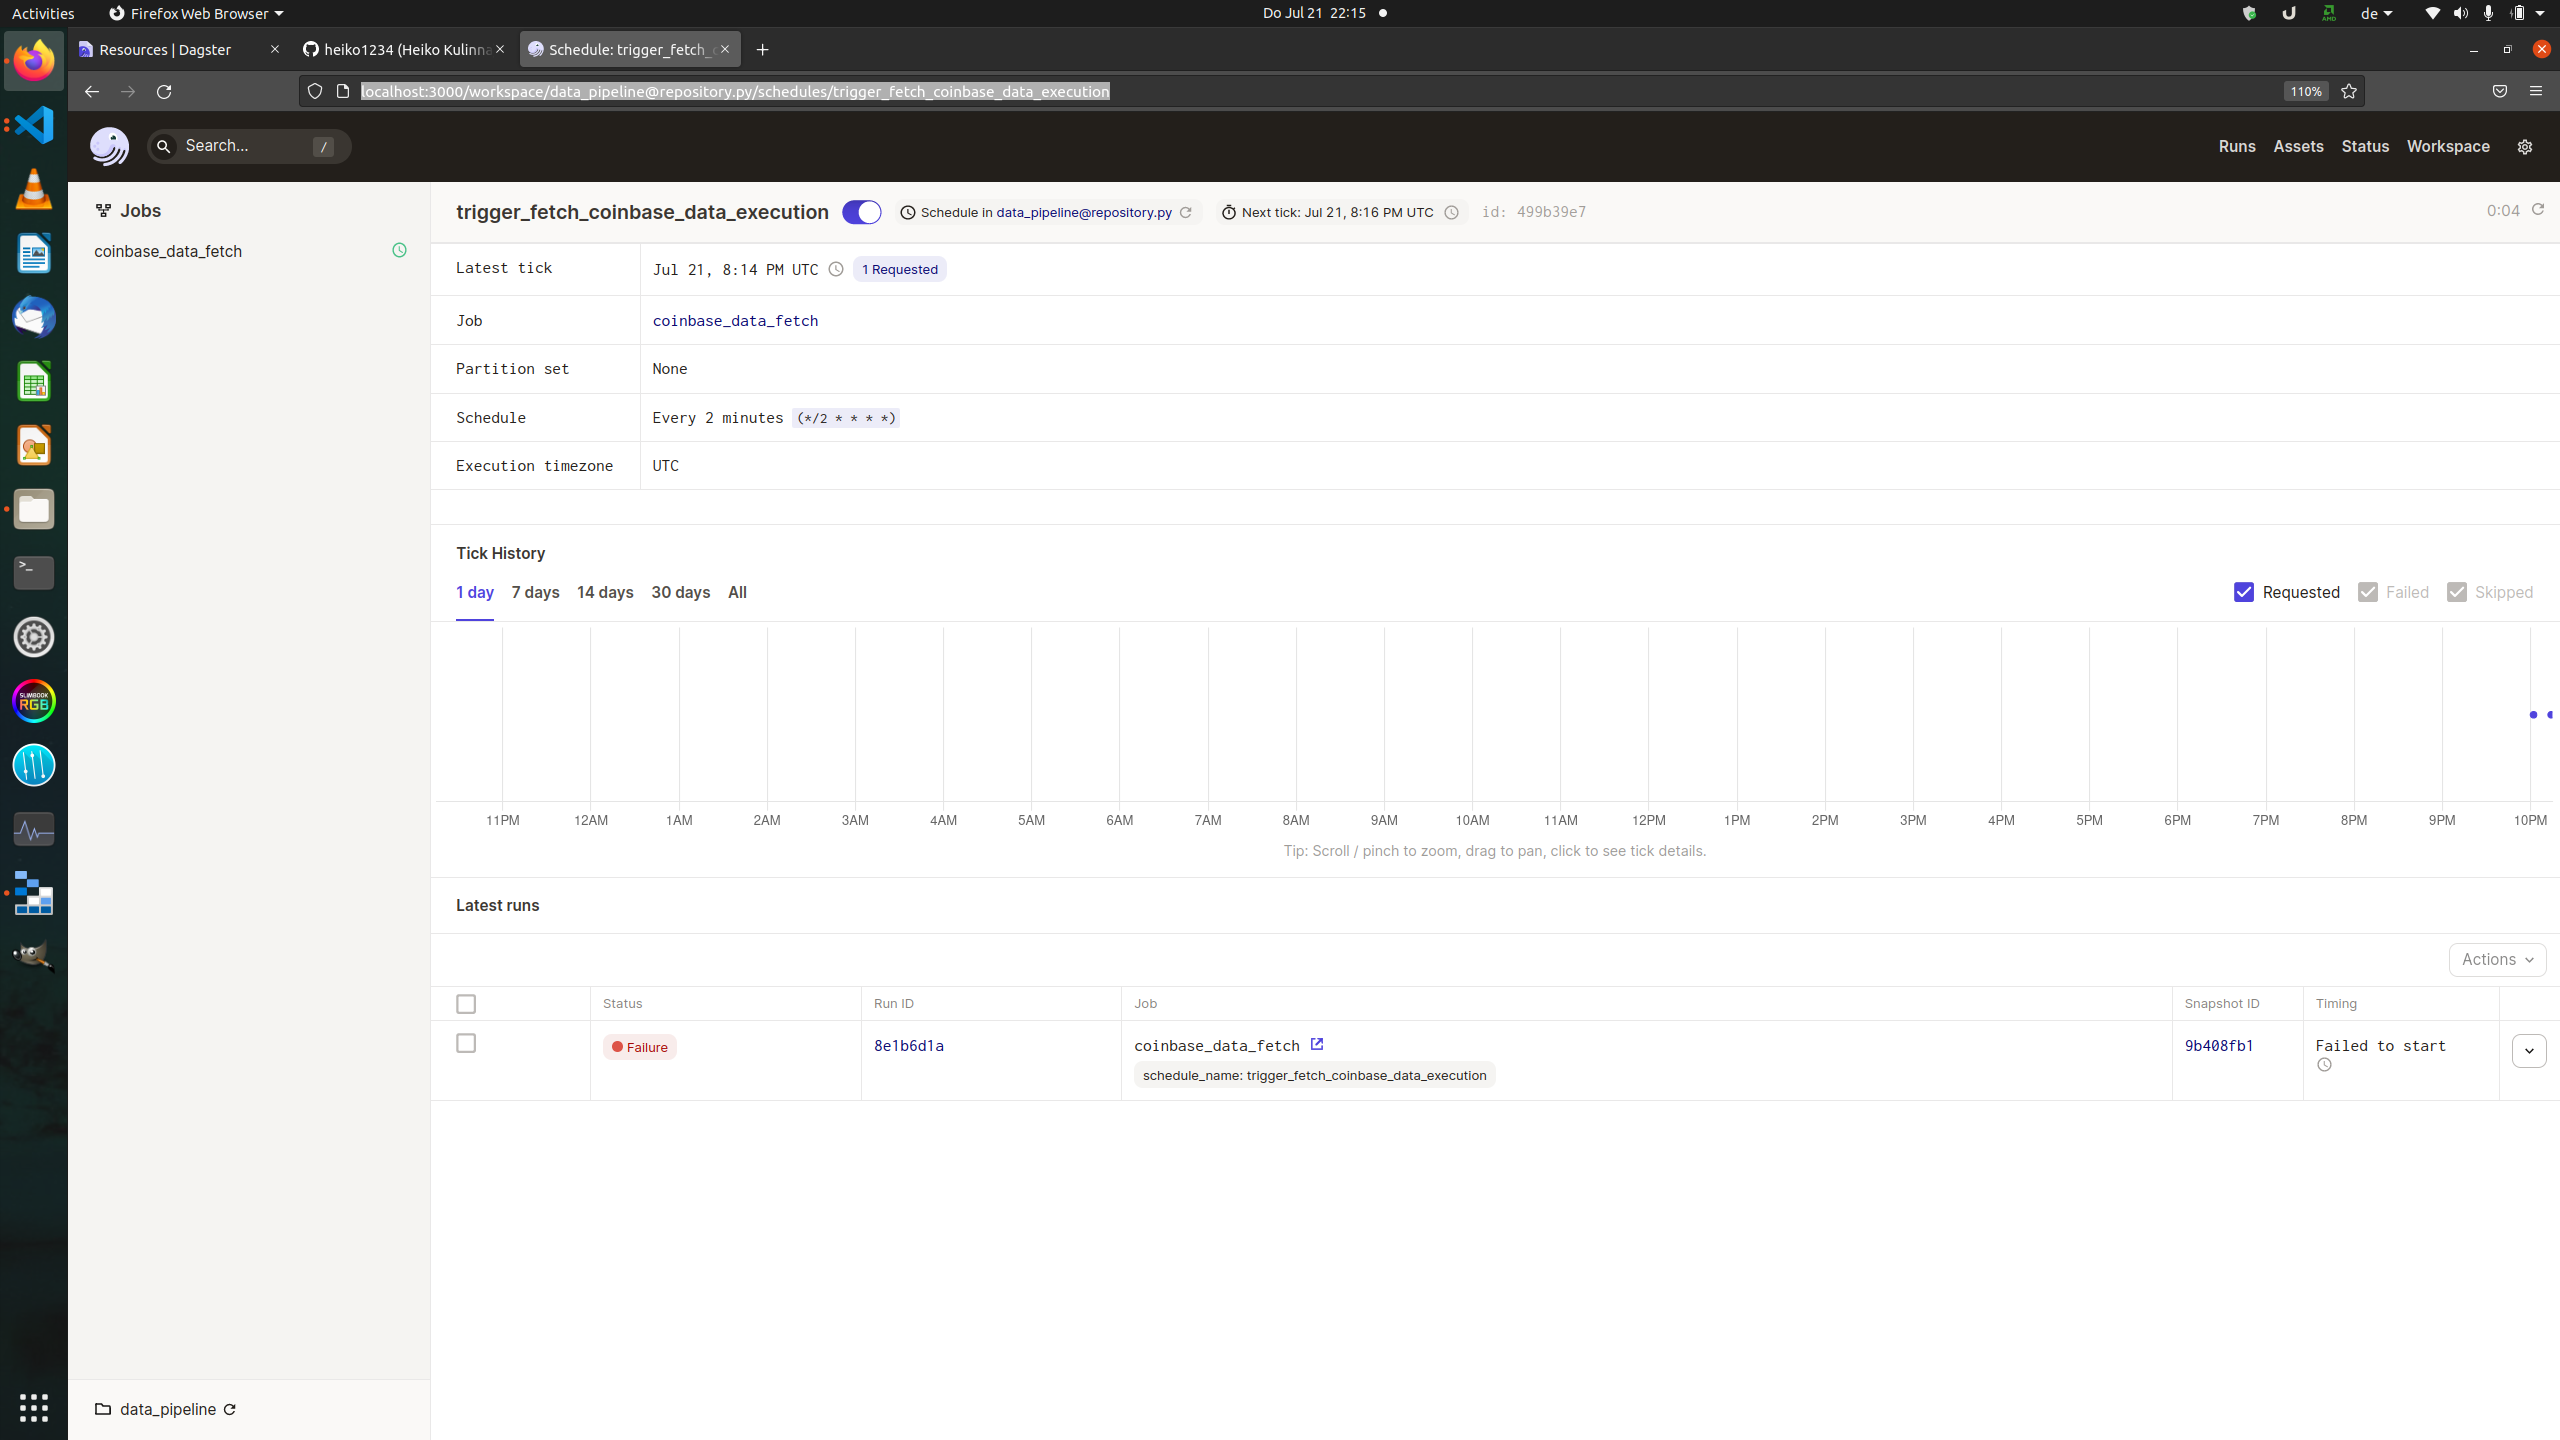 Activities
Firefox Web Browser
Do Jul 21 22:15
AMD
de
Resources | Dagster
heiko1234 (Heiko Kulinna
Schedule: trigger_fetch_c
localhost:3000/workspace/data_pipeline@repository.py/schedules/trigger_fetch_coinbase_data_execution
110%
Search...
/
Runs
Assets
Status
Workspace
Jobs
coinbase_data_fetch
trigger_fetch_coinbase_data_execution
Schedule in data_pipeline@repository.py
Next tick: Jul 21, 8:16 PM UTC
id: 499b39e7
0:04
Latest tick
Jul 21, 8:14 PM UTC
1 Requested
Job
coinbase_data_fetch
Partition set
None
Schedule
Every 2 minutes (*/2 * * * *)
Execution timezone
UTC
Tick History
1 day
7 days
14 days
30 days
All
Requested
Failed
Skipped
11PM
12AM
1AM
2AM
3AM
4AM
5AM
6AM
7AM
8AM
9AM
10AM
11AM
12PM
1PM
2PM
3PM
4PM
5PM
6PM
7PM
8PM
9PM
10PM
Tip: Scroll / pinch to zoom, drag to pan, click to see tick details.
Latest runs
Actions
Status
Run ID
Job
Snapshot ID
Timing
Failure
8e1b6d1a
coinbase_data_fetch
schedule_name: trigger_fetch_coinbase_data_execution
9b408fb1
Failed to start
SLIMBOOK
RGB
data_pipeline